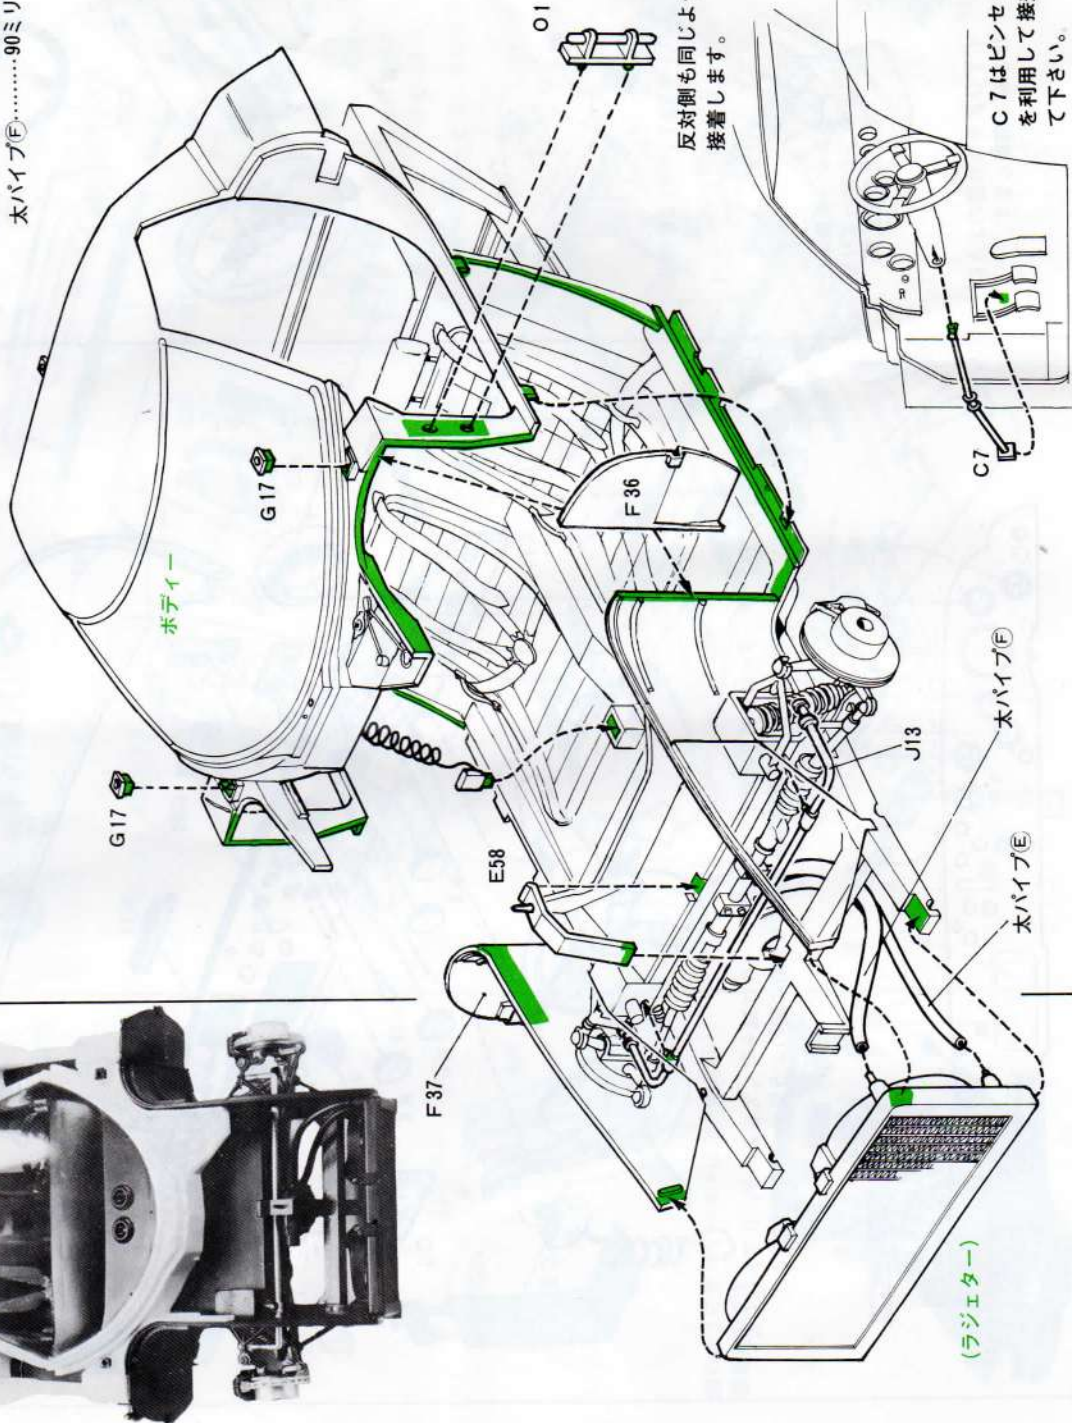 太パイプⒻ………90ミリ
G17
G17
ボディー
O1
反対側も同じよ
接着します。
F37
E58
F36
C7
C7はピンセ
を利用して接
て下さい。
J13
太パイプⒻ
太パイプⒺ
(ラジェター)